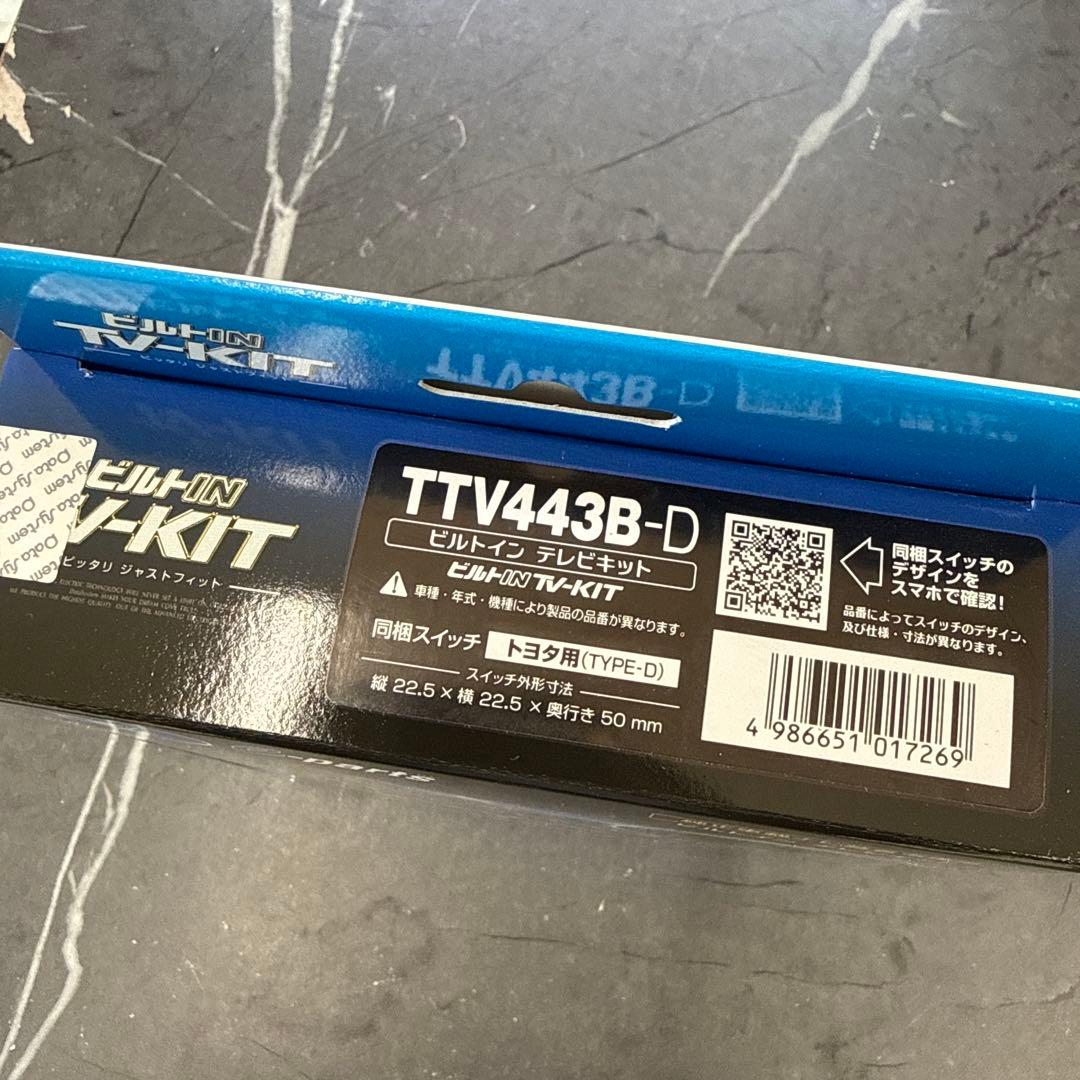 ビルトIN
TV-KIT
TTV443B-D
Data System
Data System
Data System
ビルトIN
V-KIT
ピッタリ ジャストフィット
TTV443B-D
ビルトイン テレビキット
ビルトIN TV-KIT
車種・年式・機種により製品の品番が異なります。
同梱スイッチ トヨタ用(TYPE-D)
スイッチ外形寸法
縦 22.5 × 横 22.5 × 奥行き 50 mm
同梱スイッチの
デザインを
スマホで確認!
品番によってスイッチのデザイン、
及び仕様・寸法が異なります。
4 986651 017269
-parts